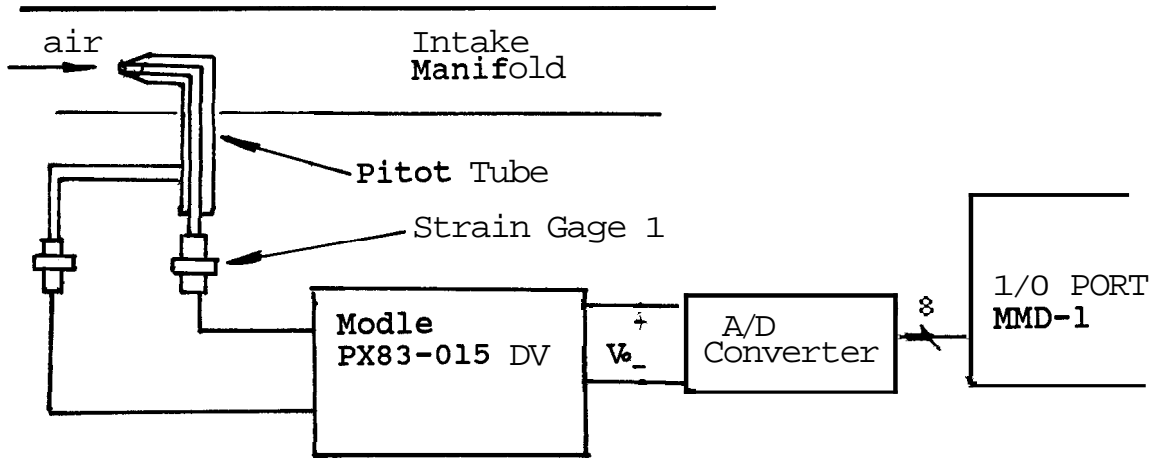 air
Intake
Manifold
Pitot Tube
Strain Gage 1
Modle
PX83-015 DV
+
Vo
-
A/D
Converter
8
1/0 PORT
MMD-1